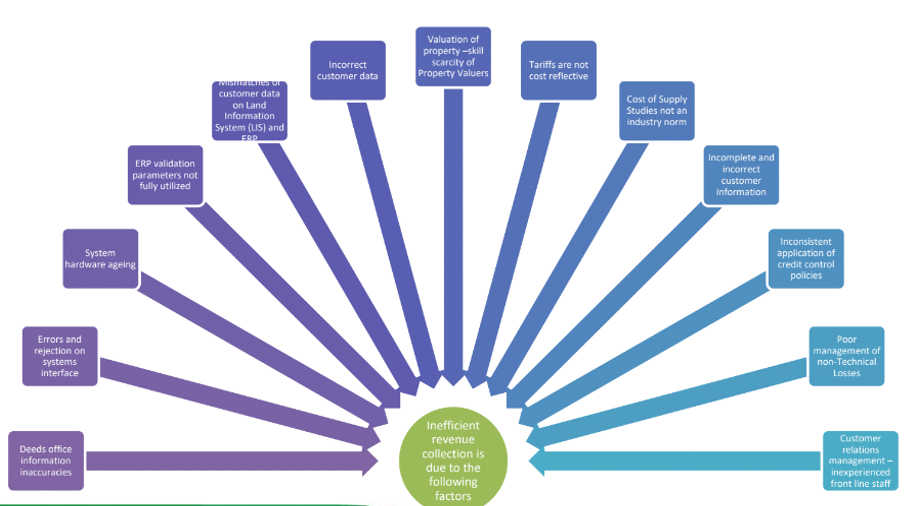 Valuation of
property –skill
scarcity of
Property Valuers
Incorrect
customer data
Tariffs are not
cost reflective
Mismatches of
customer data
on Land
Information
System (LIS) and
ERP
Cost of Supply
Studies not an
industry norm
ERP validation
parameters not
fully utilized
Incomplete and
incorrect
customer
information
System
hardware ageing
Inconsistent
application of
credit control
policies
Errors and
rejection on
systems
interface
Poor
management of
non-Technical
Losses
Deeds office
information
inaccuracies
Inefficient
revenue
collection is
due to the
following
factors
Customer
relations
management –
inexperienced
front line staff